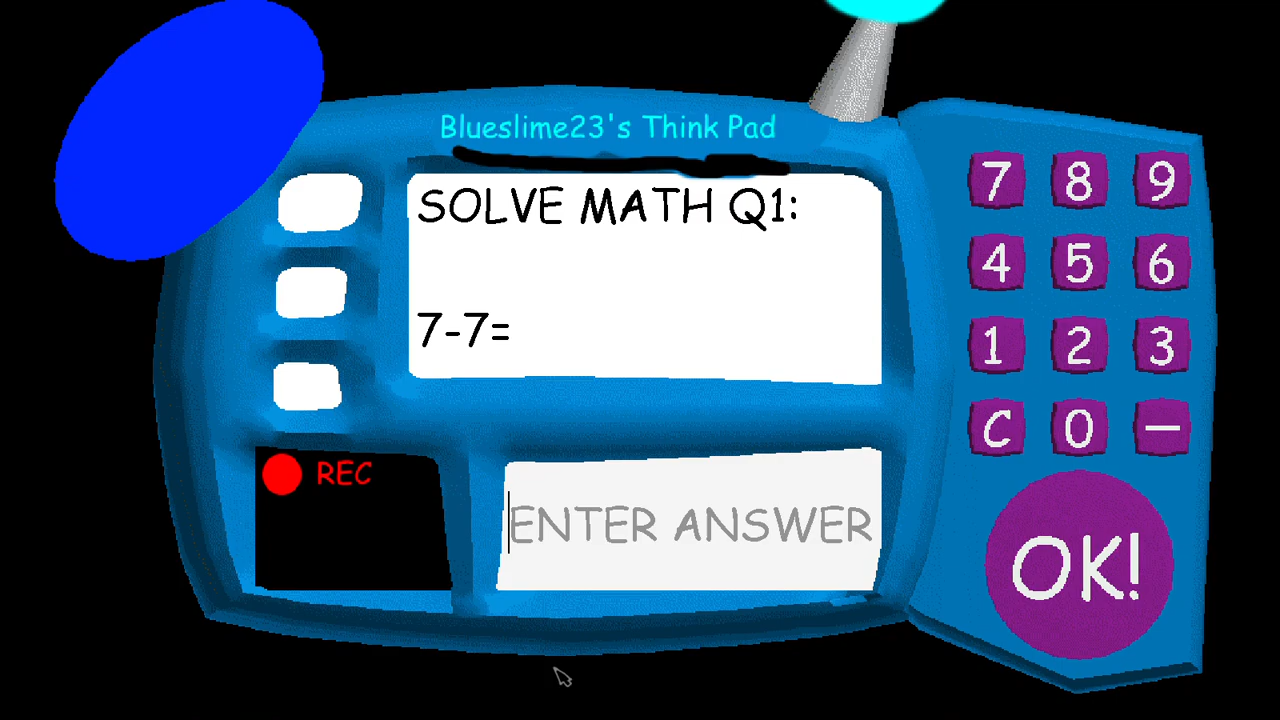 Blueslime23's Think Pad
SOLVE MATH Q1:
7-7=
7 8 9
4 5 6
1 2 3
C 0 –
REC
ENTER ANSWER
OK!